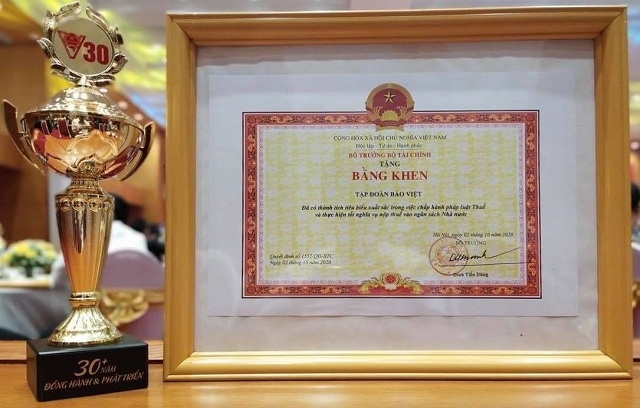 V30
30+ NĂM
ĐỒNG HÀNH & PHÁT TRIỂN
CỘNG HÒA XÃ HỘI CHỦ NGHĨA VIỆT NAM
Độc lập - Tự do - Hạnh phúc
BỘ TRƯỞNG BỘ TÀI CHÍNH
TẶNG
BẰNG KHEN
TẬP ĐOÀN BẢO VIỆT
Đã có thành tích tiêu biểu xuất sắc trong việc chấp hành pháp luật Thuế
và thực hiện tốt nghĩa vụ nộp thuế vào ngân sách Nhà nước
Hà Nội, ngày 02 tháng 10 năm 2020
BỘ TRƯỞNG
Quyết định số 1557/QĐ-BTC
Ngày 02 tháng 10 năm 2020
Đinh Tiến Dũng